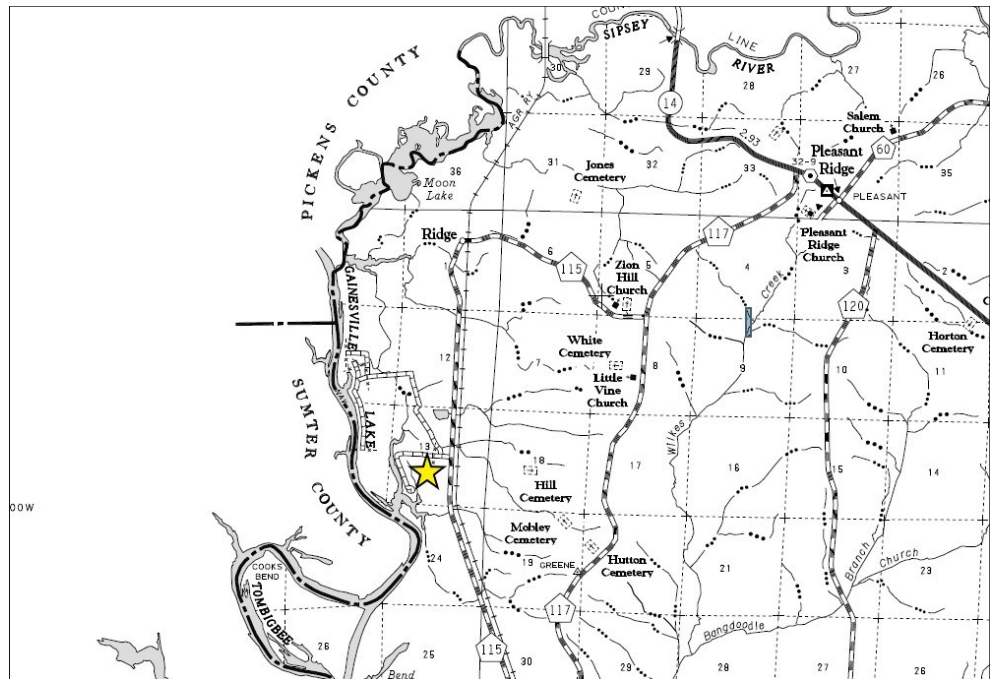 COUN
SIPSEY
LINE
RIVER
PICKENS COUNTY
30
29
28
27
26
AGR RY
14
2.93
Salem
Church
60
Pleasant
Ridge
32-9
PLEASANT
36
31
32
33
35
Jones
Cemetery
Moon
Lake
Ridge
117
Pleasant
Ridge
Church
1
6
5
4
3
2
115
Zion
Hill
Church
Creek
120
GAINESVILLE
LAKE
White
Cemetery
Horton
Cemetery
C
12
7
8
9
10
11
Little
Vine
Church
SUMTER
COUNTY
Wilkes
13
18
17
16
15
14
Hill
Cemetery
00W
Mobley
Cemetery
24
19
GREENE
Hutton
Cemetery
21
Branch
Church
23
COOKS
BEND
TOMBIGBEE
117
115
Bangdoodle
26
25
Bend
30
29
28
27
26